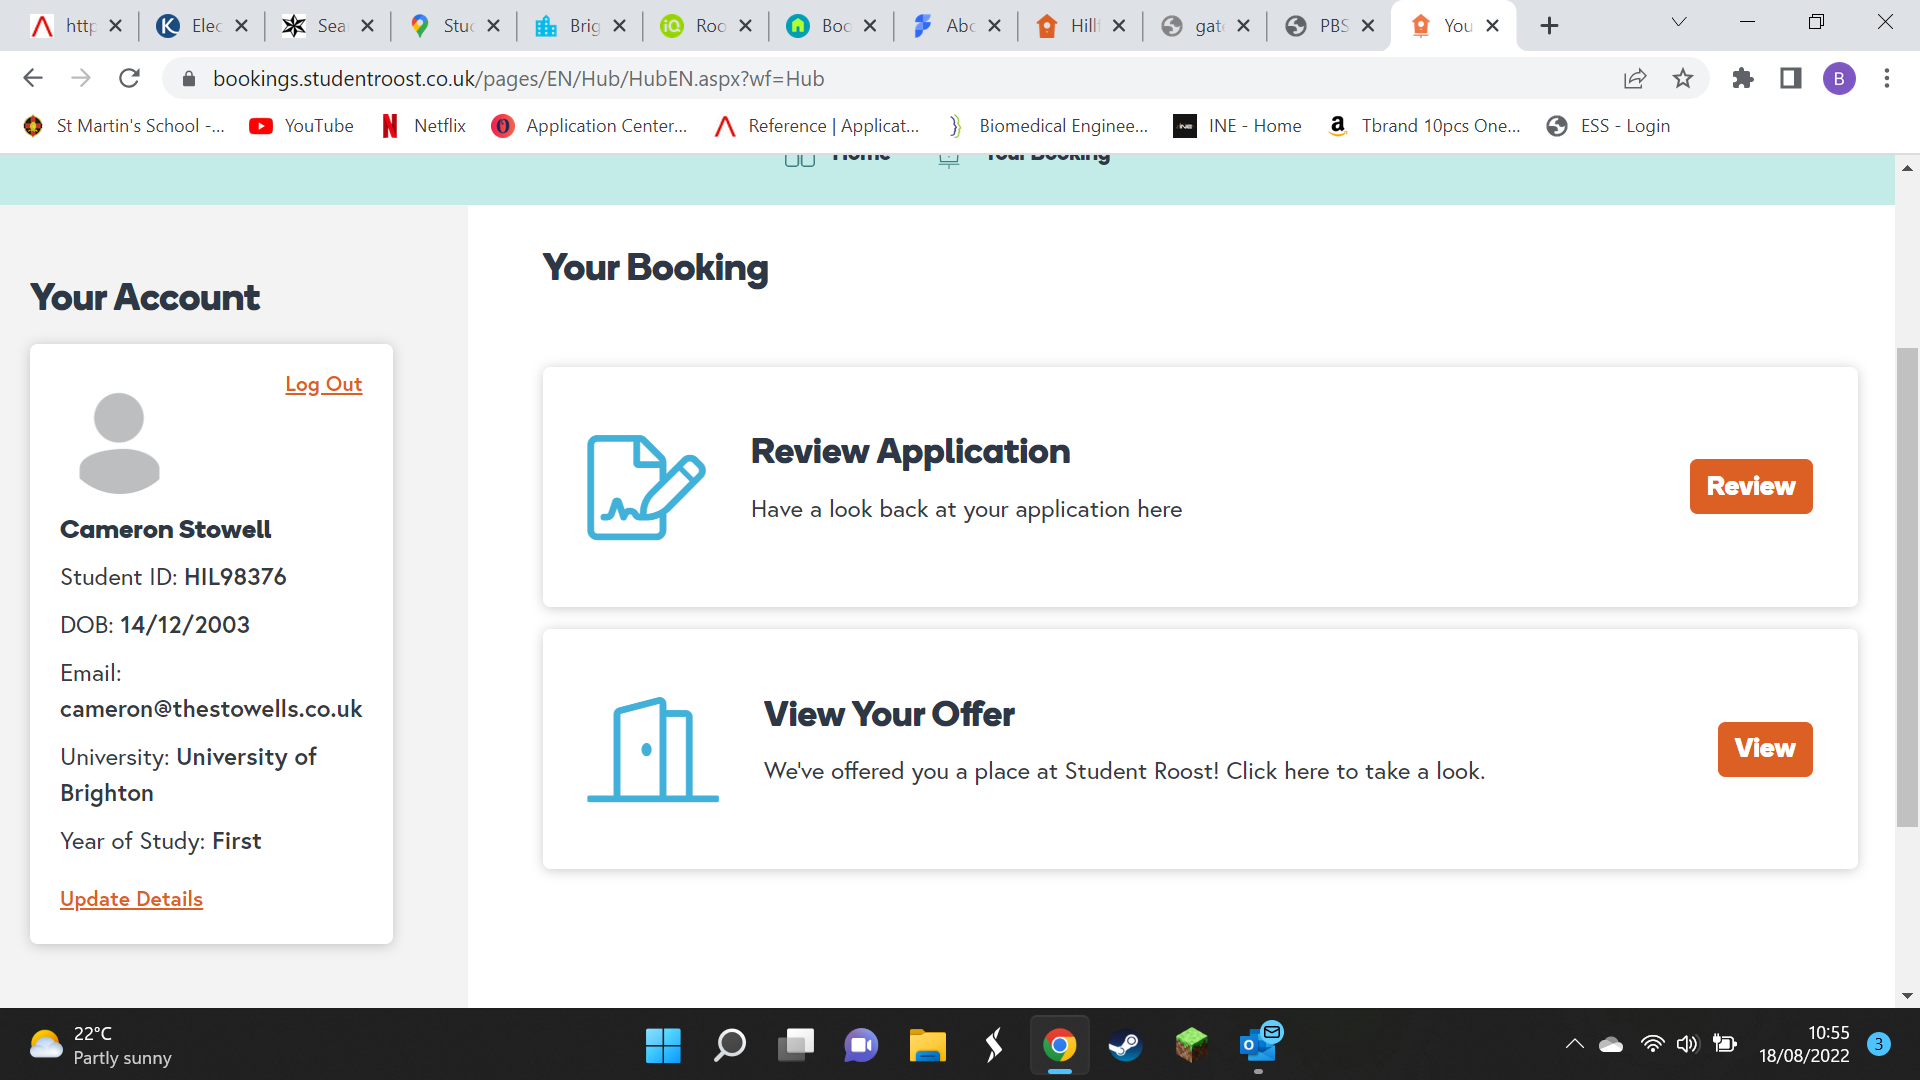 http
Elec
Sea
Stuc
Brig
Roo
Boo
Abo
Hillf
gate
PBS
You
bookings.studentroost.co.uk/pages/EN/Hub/HubEN.aspx?wf=Hub
B
St Martin's School -...
YouTube
Netflix
Application Center...
Reference | Applicat...
Biomedical Enginee...
INE - Home
Tbrand 10pcs One...
ESS - Login
Home
Your Booking
Your Account
Log Out
Cameron Stowell
Student ID: HIL98376
DOB: 14/12/2003
Email:
cameron@thestowells.co.uk
University: University of
Brighton
Year of Study: First
Update Details
Your Booking
Review Application
Have a look back at your application here
Review
View Your Offer
We've offered you a place at Student Roost! Click here to take a look.
View
22°C
Partly sunny
10:55
18/08/2022
3